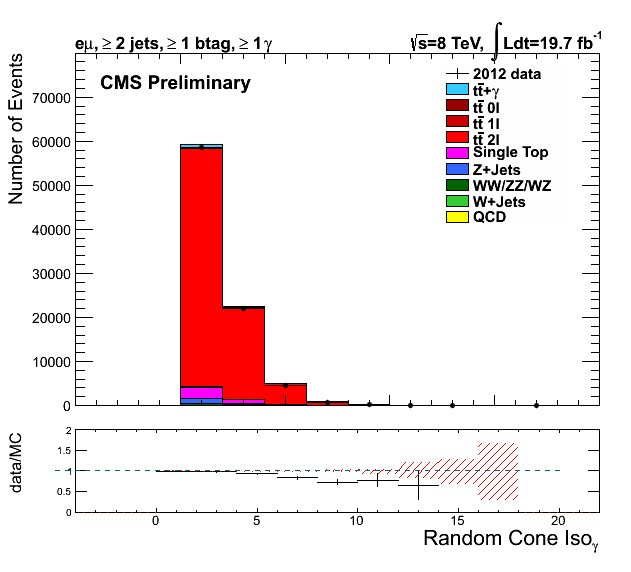 eμ, ≥ 2 jets, ≥ 1 btag, ≥ 1γ
√s=8 TeV, ∫Ldt=19.7 fb⁻¹
CMS Preliminary
2012 data
tt̄+γ
tt̄ 0l
tt̄ 1l
tt̄ 2l
Single Top
Z+Jets
WW/ZZ/WZ
W+Jets
QCD
Number of Events
70000
60000
50000
40000
30000
20000
10000
0
data/MC
2
1.5
1
0.5
0
0 5 10 15 20
Random Cone Isoᵧ